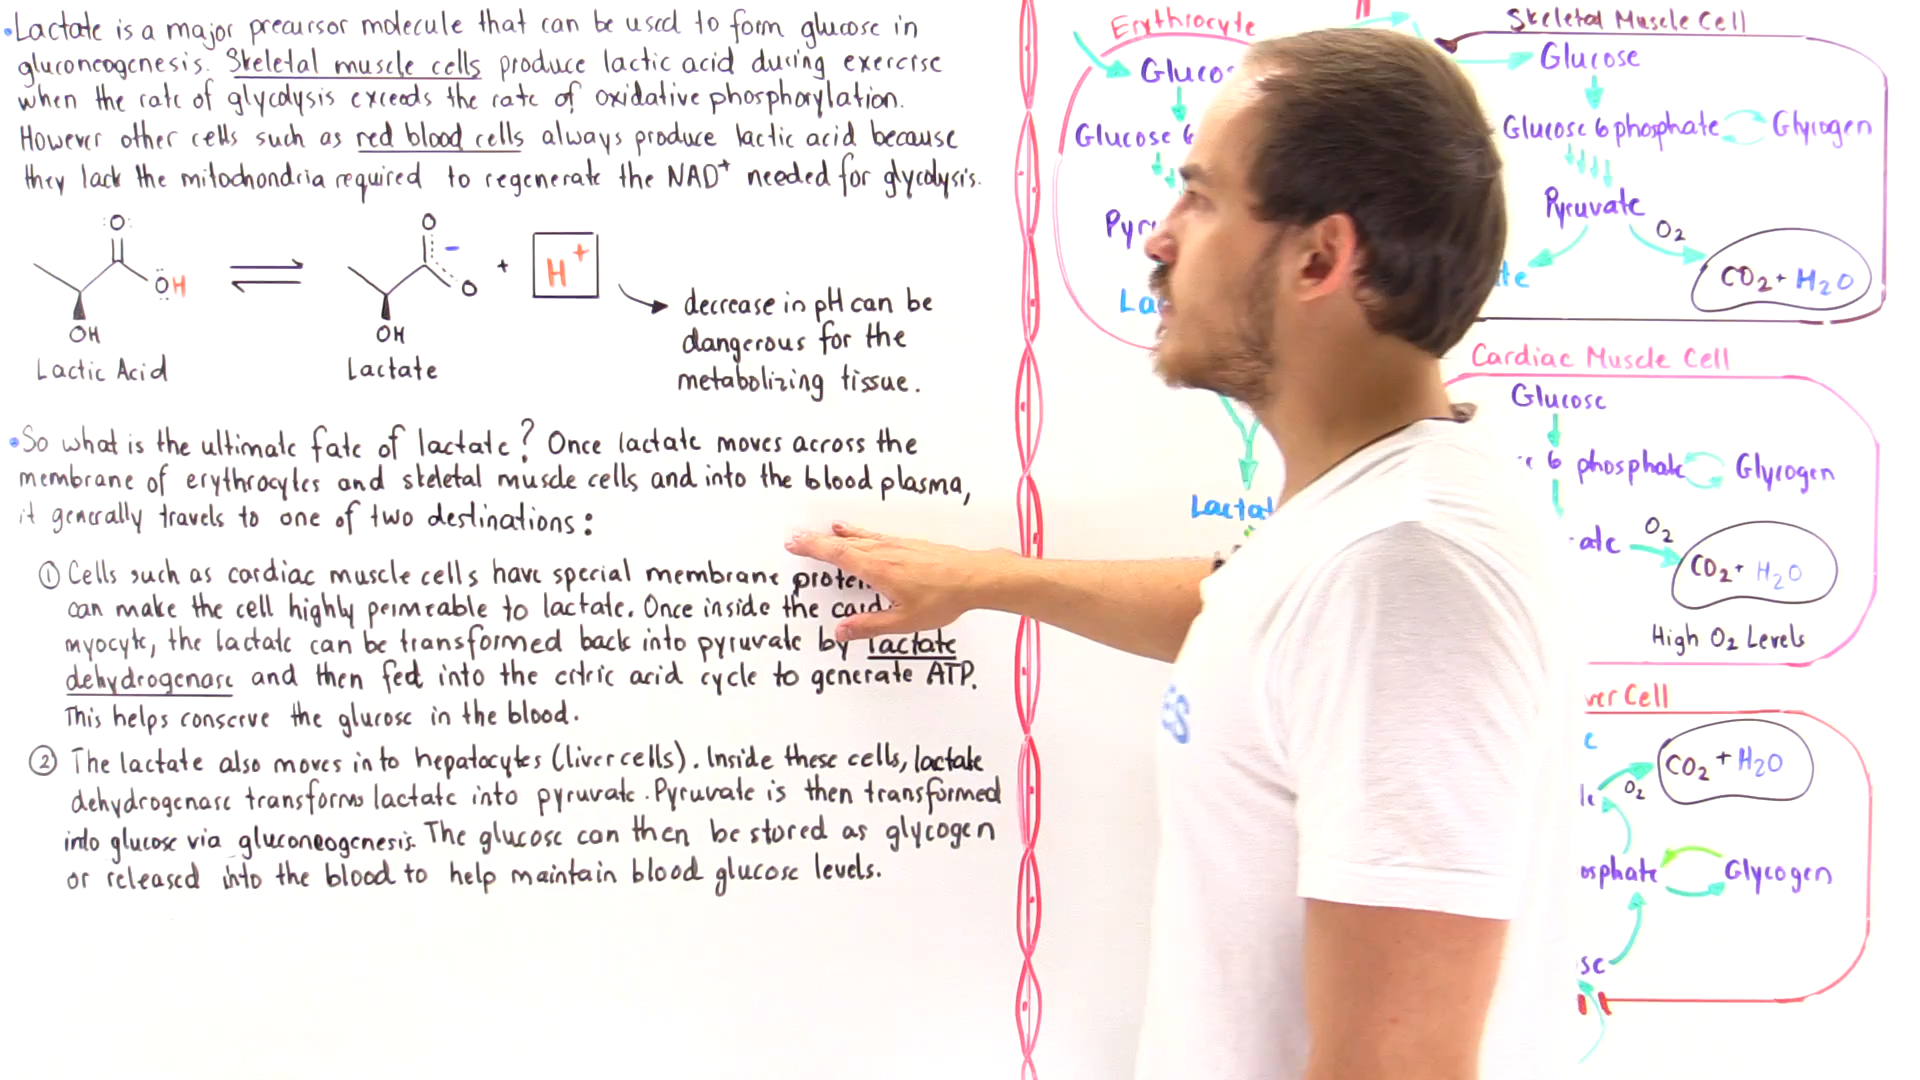 •Lactate is a major precursor molecule that can be used to form glucose in
gluconeogenesis. Skeletal muscle cells produce lactic acid during exercise
when the rate of glycolysis exceeds the rate of oxidative phosphorylation.
However other cells such as red blood cells always produce lactic acid because
they lack the mitochondria required to regenerate the NAD⁺ needed for glycolysis.
:O:
ÖH
OH
Lactic Acid
O
−
O
OH
Lactate
+
H⁺
decrease in pH can be
dangerous for the
metabolizing tissue.
•So what is the ultimate fate of lactate? Once lactate moves across the
membrane of erythrocytes and skeletal muscle cells and into the blood plasma,
it generally travels to one of two destinations:
① Cells such as cardiac muscle cells have special membrane
can make the cell highly permeable to lactate. Once inside the
myocyte, the lactate can be transformed back into pyruvate by lactate
dehydrogenase and then fed into the citric acid cycle to generate ATP.
This helps conserve the glucose in the blood.
② The lactate also moves into hepatocytes (liver cells). Inside these cells, lactate
dehydrogenase transforms lactate into pyruvate. Pyruvate is then transformed
into glucose via gluconeogenesis. The glucose can then be stored as glycogen
or released into the blood to help maintain blood glucose levels.
Erythrocyte
Gluco
Glucose 6
Pyr
La
Lactat
Skeletal Muscle Cell
Glucose
Glucose 6 phosphate
Glycogen
Pyruvate
O₂
te
CO₂ + H₂O
Cardiac Muscle Cell
Glucose
6 phosphate
Glycogen
ate
O₂
CO₂ + H₂O
High O₂ Levels
ver Cell
CO₂ + H₂O
O₂
osphate
Glycogen
se